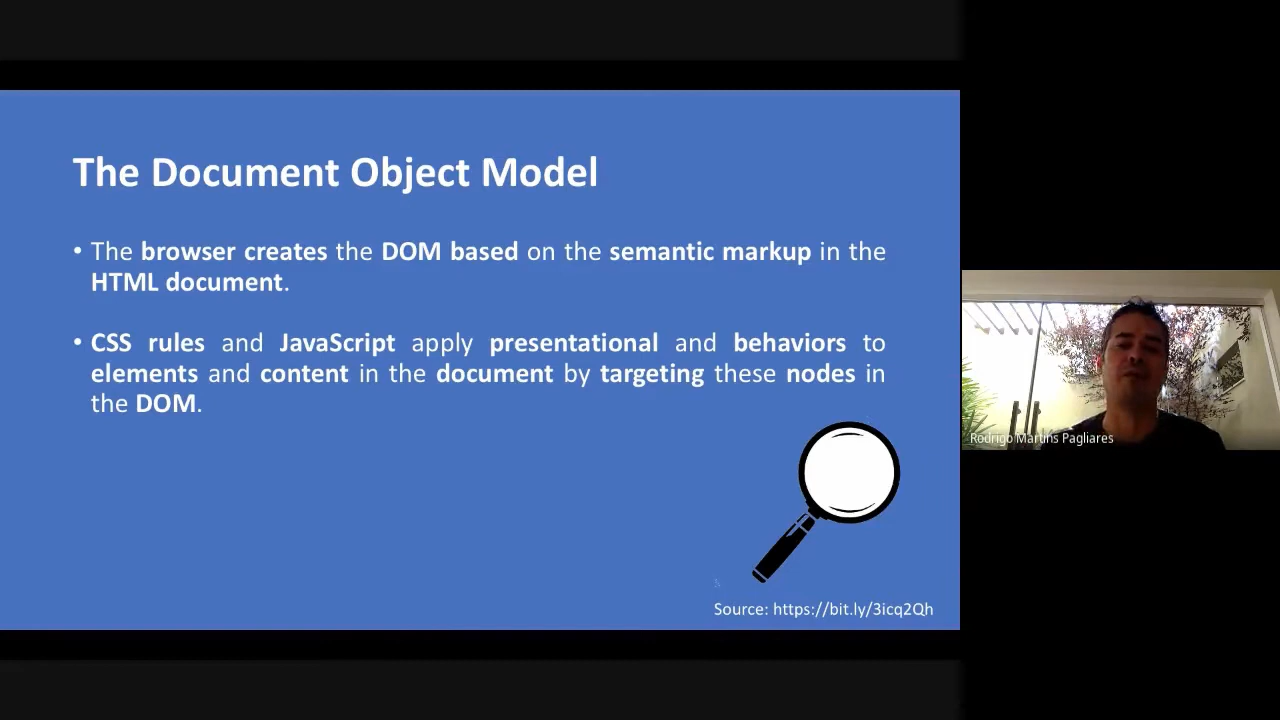 The Document Object Model
• The browser creates the DOM based on the semantic markup in the
HTML document.
• CSS rules and JavaScript apply presentational and behaviors to
elements and content in the document by targeting these nodes in
the DOM.
5
Source: https://bit.ly/3icq2Qh
Rodrigo Martins Pagliares